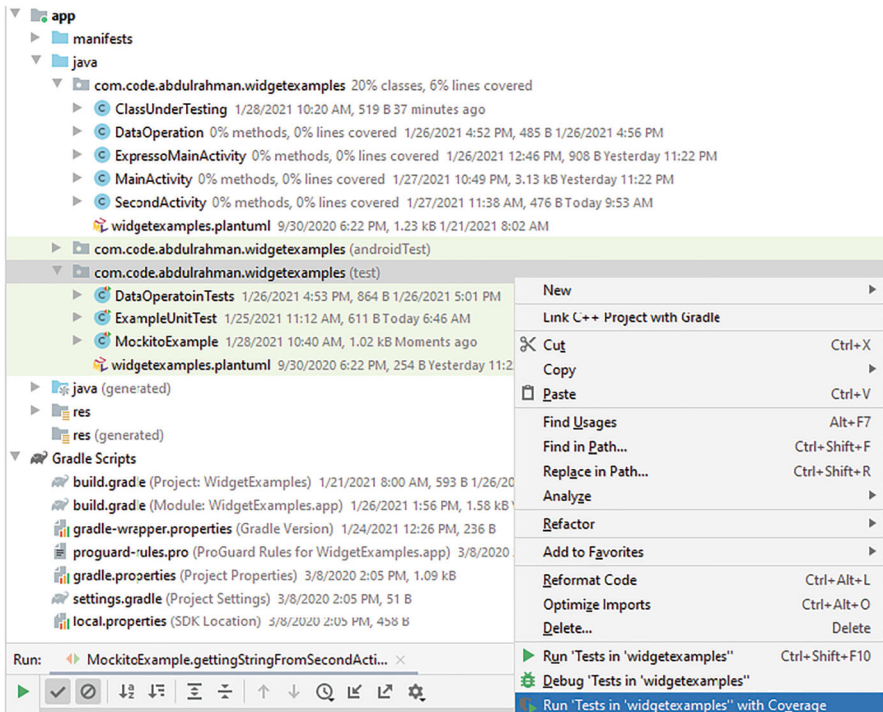 app
manifests
java
com.code.abdulrahman.widgetexamples 20% classes, 6% lines covered
ClassUnderTesting 1/28/2021 10:20 AM, 519 B 37 minutes ago
DataOperation 0% methods, 0% lines covered 1/26/2021 4:52 PM, 485 B 1/26/2021 4:56 PM
ExpressoMainActivity 0% methods, 0% lines covered 1/26/2021 12:46 PM, 908 B Yesterday 11:22 PM
MainActivity 0% methods, 0% lines covered 1/27/2021 10:49 PM, 3.13 kB Yesterday 11:22 PM
SecondActivity 0% methods, 0% lines covered 1/27/2021 11:38 AM, 476 B Today 9:53 AM
widgetexamples.plantuml 9/30/2020 6:22 PM, 1.23 kB 1/21/2021 8:02 AM
com.code.abdulrahman.widgetexamples (androidTest)
com.code.abdulrahman.widgetexamples (test)
DataOperatoinTests 1/26/2021 4:53 PM, 864 B 1/26/2021 5:01 PM
ExampleUnitTest 1/25/2021 11:12 AM, 611 B Today 6:46 AM
MockitoExample 1/28/2021 10:40 AM, 1.02 kB Moments ago
widgetexamples.plantuml 9/30/2020 6:22 PM, 254 B Yesterday 11:2
java (generated)
res
res (generated)
Gradle Scripts
build.gradle (Project: WidgetExamples) 1/21/2021 8:00 AM, 593 B 1/26/20
build.gradle (Module: WidgetExamples.app) 1/26/2021 1:56 PM, 1.58 kB
gradle-wrapper.properties (Gradle Version) 1/24/2021 12:26 PM, 236 B
proguard-rules.pro (ProGuard Rules for WidgetExamples.app) 3/8/2020
gradle.properties (Project Properties) 3/8/2020 2:05 PM, 1.09 kB
settings.gradle (Project Settings) 3/8/2020 2:05 PM, 51 B
local.properties (SDK Location) 3/8/2020 2:05 PM, 458 B
New
Link C++ Project with Gradle
Cut Ctrl+X
Copy
Paste Ctrl+V
Find Usages Alt+F7
Find in Path... Ctrl+Shift+F
Replace in Path... Ctrl+Shift+R
Analyze
Refactor
Add to Favorites
Reformat Code Ctrl+Alt+L
Optimize Imports Ctrl+Alt+O
Delete... Delete
Run 'Tests in 'widgetexamples'' Ctrl+Shift+F10
Debug 'Tests in 'widgetexamples''
Run 'Tests in 'widgetexamples'' with Coverage
Run: MockitoExample.gettingStringFromSecondActi...